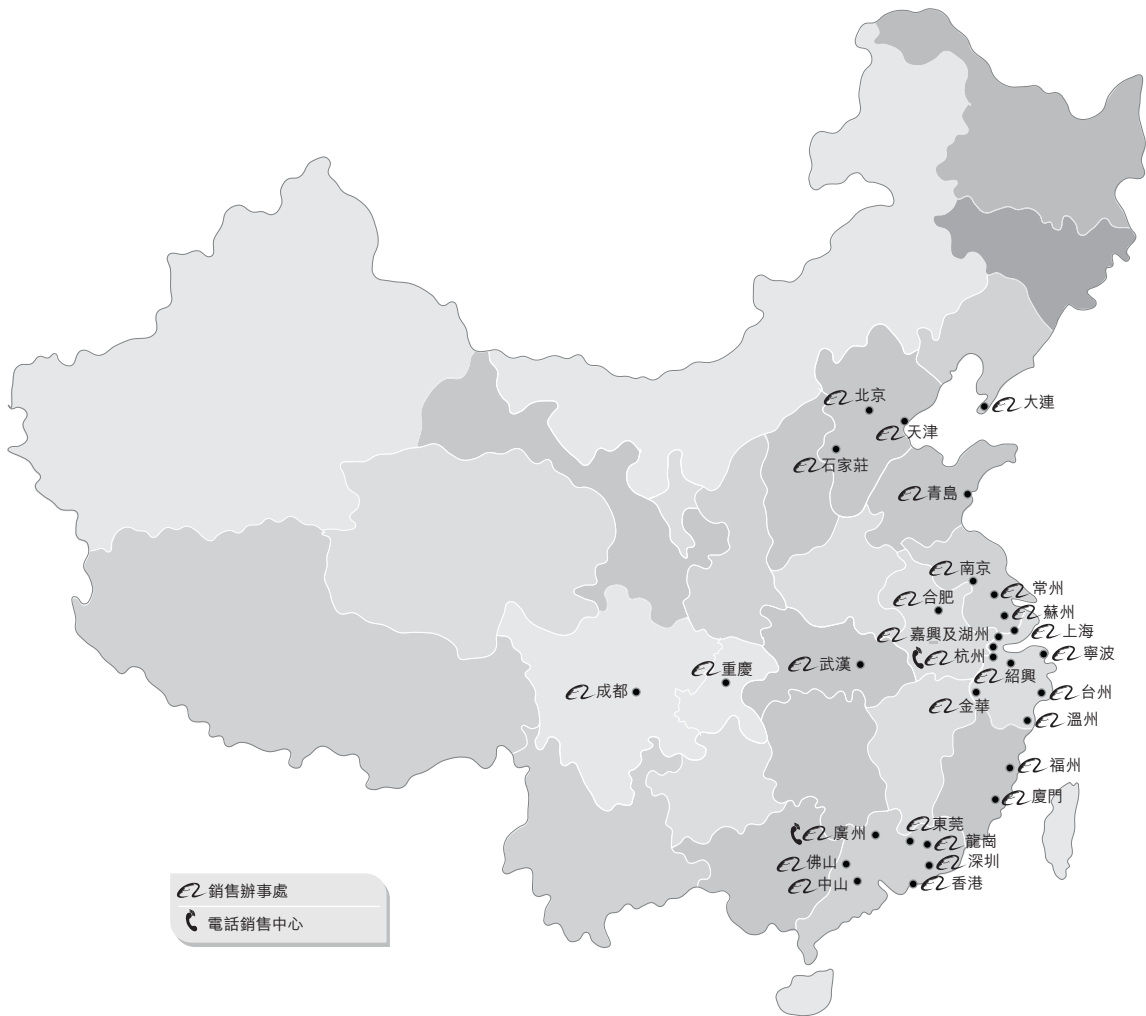 北京
大連
天津
石家莊
青島
南京
常州
合肥
蘇州
嘉興及湖州
上海
杭州
寧波
武漢
重慶
紹興
成都
台州
金華
溫州
福州
廈門
東莞
廣州
龍崗
佛山
深圳
中山
香港
銷售辦事處
電話銷售中心